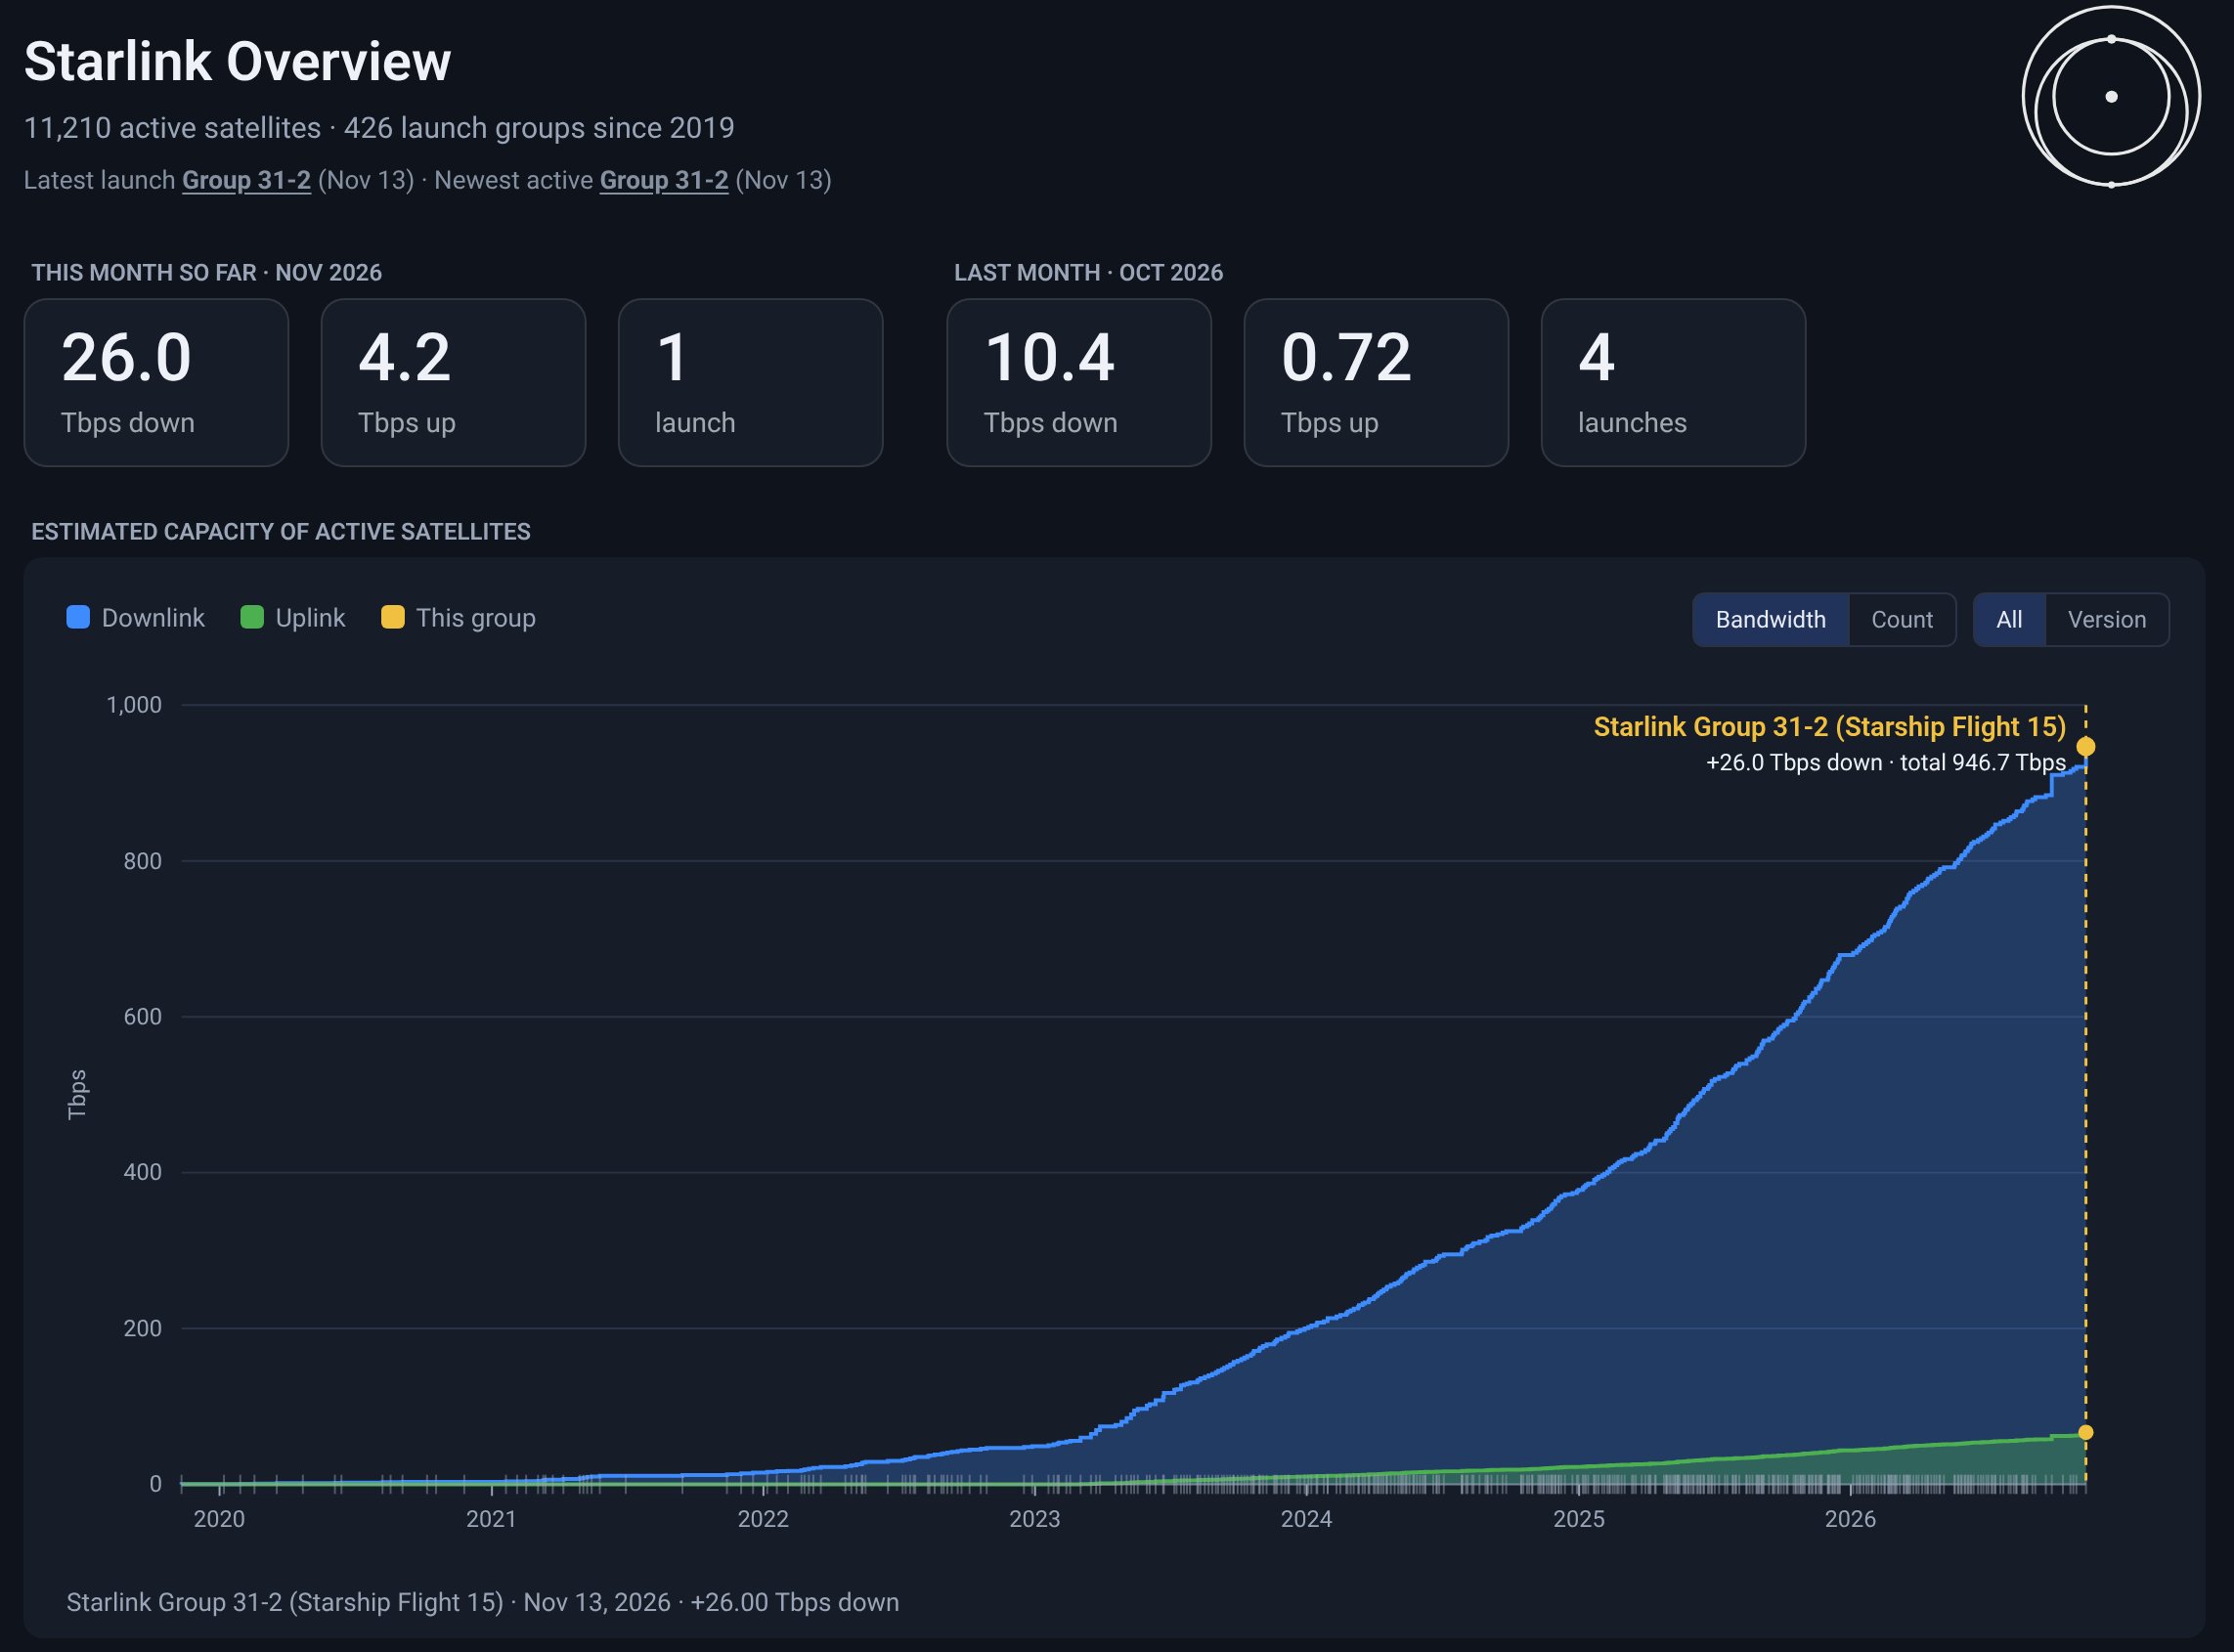 Starlink Overview
11,210 active satellites · 426 launch groups since 2019
Latest launch Group 31-2 (Nov 13) · Newest active Group 31-2 (Nov 13)
THIS MONTH SO FAR · NOV 2026
26.0
Tbps down
4.2
Tbps up
1
launch
LAST MONTH · OCT 2026
10.4
Tbps down
0.72
Tbps up
4
launches
ESTIMATED CAPACITY OF ACTIVE SATELLITES
Downlink
Uplink
This group
Bandwidth
Count
All
Version
Starlink Group 31-2 (Starship Flight 15)
+26.0 Tbps down · total 946.7 Tbps
1,000
800
600
400
200
0
Tbps
2020
2021
2022
2023
2024
2025
2026
Starlink Group 31-2 (Starship Flight 15) · Nov 13, 2026 · +26.00 Tbps down